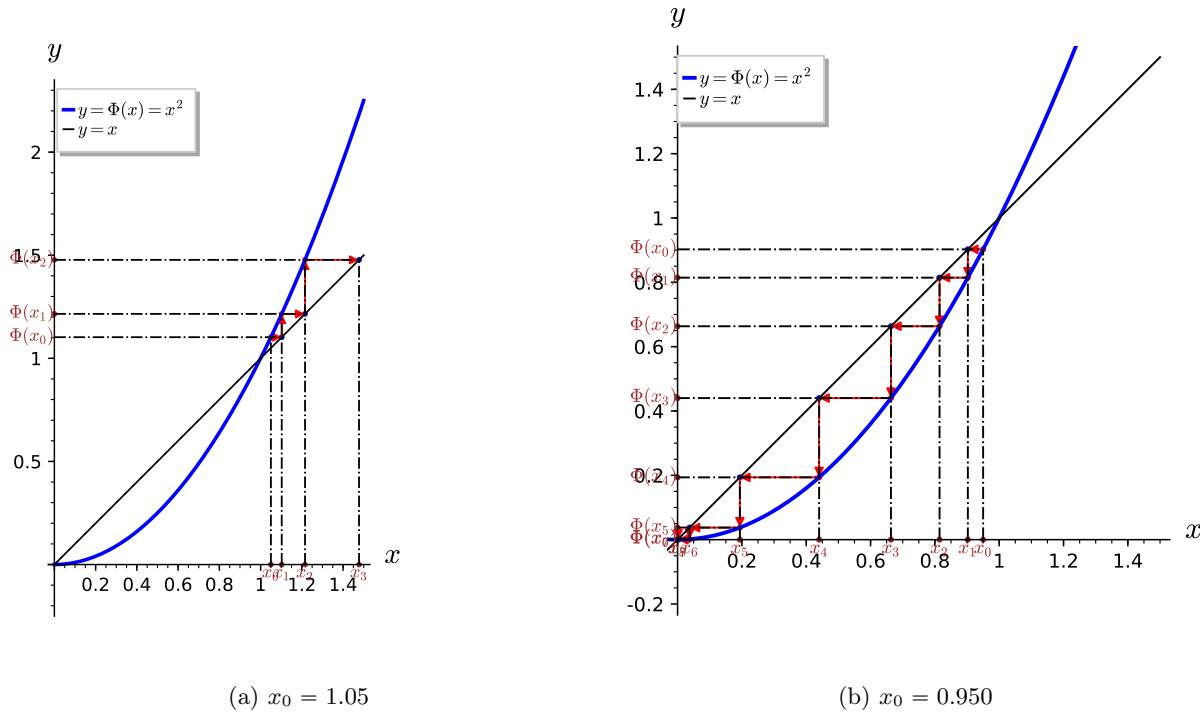 y
y = Φ(x) = x²
y = x
2
1.5
Φ(x₂)
Φ(x₁)
Φ(x₀)
1
0.5
x
0.2 0.4 0.6 0.8 1 1.2 1.4
x₀ x₁ x₂ x₃
(a) x₀ = 1.05
y
y = Φ(x) = x²
y = x
1.4
1.2
1
Φ(x₀)
Φ(x₁)
0.8
Φ(x₂)
0.6
Φ(x₃)
0.4
Φ(x₄)
0.2
Φ(x₅)
x
x₆ x₅ x₄ x₃ x₂ x₁ x₀
0.2 0.4 0.6 0.8 1 1.2 1.4
-0.2
(b) x₀ = 0.950